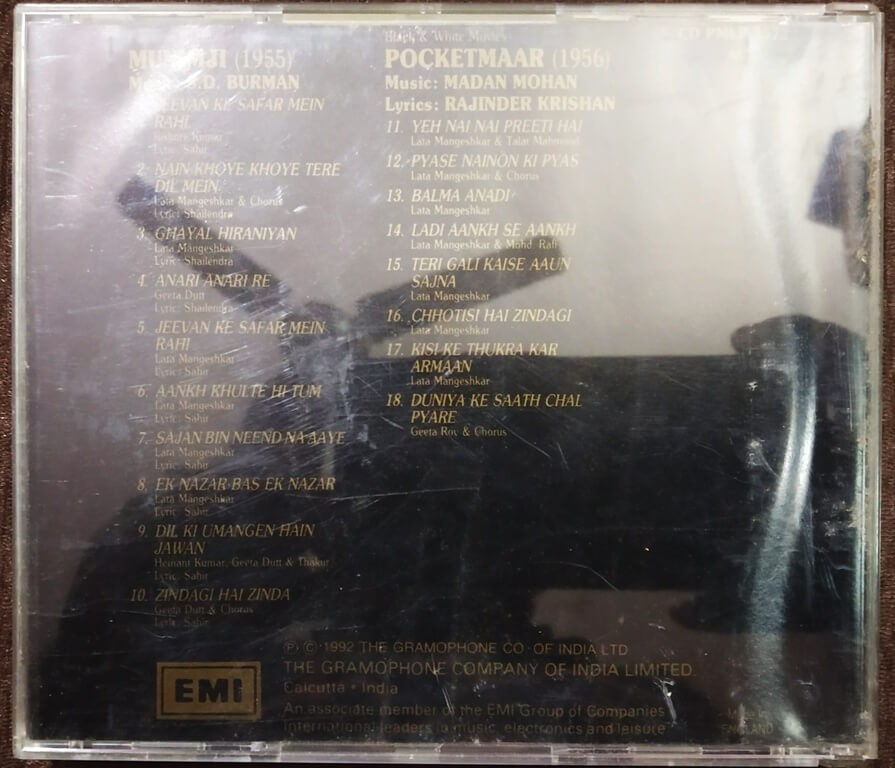 (1955)
S.D. BURMAN
JEEVAN KE SAFAR MEIN
RAHI
Lyric: Sahir
2. NAIN KHOYE KHOYE TERE
DIL MEIN
Lata Mangeshkar & Chorus
Lyric: Shailendra
3. GHAYAL HIRANIYAN
Lata Mangeshkar
Lyric: Shailendra
4. ANARI ANARI RE
Geeta Dutt
Lyric: Shailendra
5. JEEVAN KE SAFAR MEIN
RAHI
Lata Mangeshkar
Lyric: Sahir
6. AANKH KHULTE HI TUM
Lata Mangeshkar
Lyric: Sahir
7. SAJAN BIN NEEND NA AAYE
Lata Mangeshkar
Lyric: Sahir
8. EK NAZAR BAS EK NAZAR
Lata Mangeshkar
Lyric: Sahir
9. DIL KI UMANGEN HAIN
JAWAN
Hemant Kumar, Geeta Dutt & Thakur
Lyric: Sahir
10. ZINDAGI HAI ZINDA
Geeta Dutt & Chorus
Lyric: Sahir
Black & White Movies
POCKETMAAR (1956)
Music: MADAN MOHAN
Lyrics: RAJINDER KRISHAN
11. YEH NAI NAI PREETI HAI
Lata Mangeshkar & Talat Mahmood
12. PYASE NAINON KI PYAS
Lata Mangeshkar & Chorus
13. BALMA ANADI
Lata Mangeshkar
14. LADI AANKH SE AANKH
Lata Mangeshkar & Mohd. Rafi
15. TERI GALI KAISE AAUN
SAJNA
Lata Mangeshkar
16. CHHOTISI HAI ZINDAGI
Lata Mangeshkar
17. KISI KE THUKRA KAR
ARMAAN
Lata Mangeshkar
18. DUNIYA KE SAATH CHAL
PYARE
Geeta Roy & Chorus
CD
EMI
Ⓟ © 1992 THE GRAMOPHONE CO. OF INDIA LTD
THE GRAMOPHONE COMPANY OF INDIA LIMITED
Calcutta • India
An associate member of the EMI Group of Companies
International leaders in music, electronics and leisure
ENGLAND